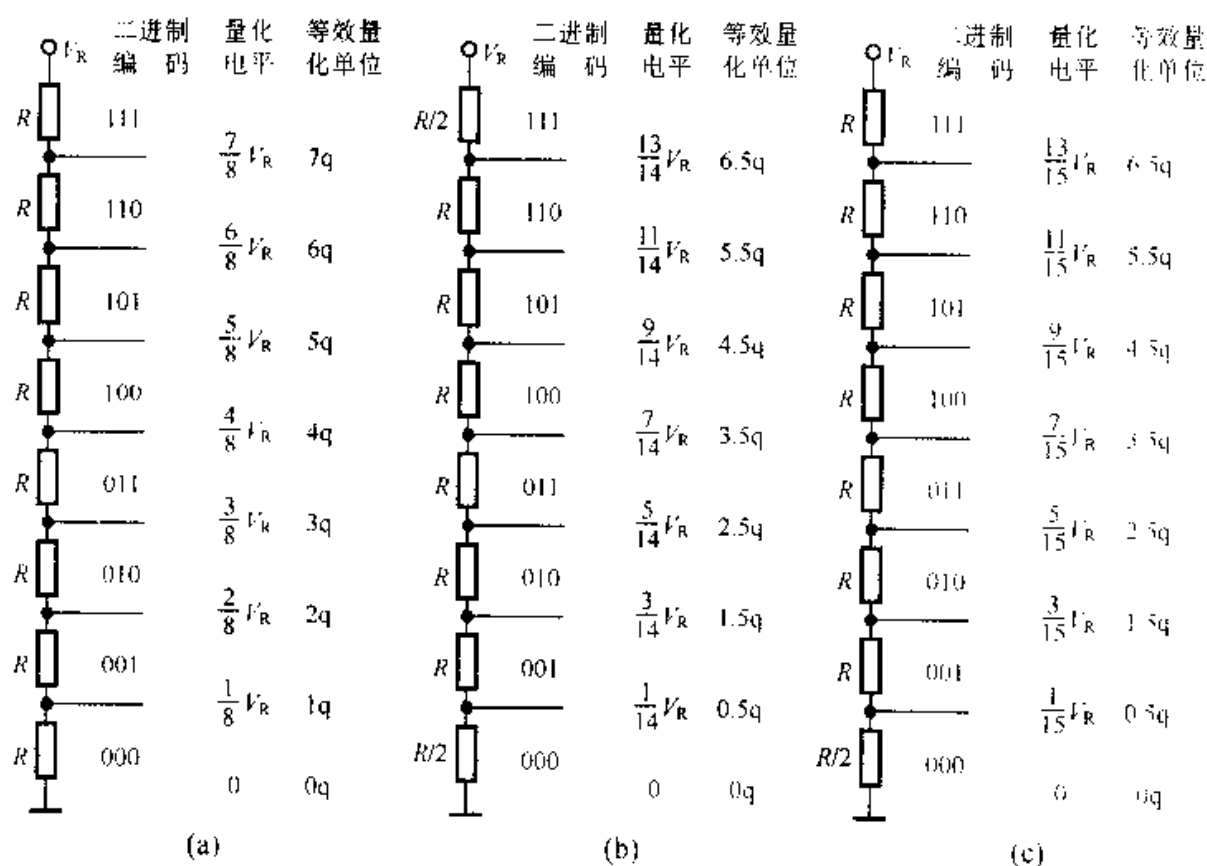 V_R 二进制 量化 等效量
编 码 电平 化单位
R 111
7/8 V_R 7q
R 110
6/8 V_R 6q
R 101
5/8 V_R 5q
R 100
4/8 V_R 4q
R 011
3/8 V_R 3q
R 010
2/8 V_R 2q
R 001
1/8 V_R 1q
R 000
0 0q
(a)
V_R 二进制 量化 等效量
编 码 电平 化单位
R/2 111
13/14 V_R 6.5q
R 110
11/14 V_R 5.5q
R 101
9/14 V_R 4.5q
R 100
7/14 V_R 3.5q
R 011
5/14 V_R 2.5q
R 010
3/14 V_R 1.5q
R 001
1/14 V_R 0.5q
R/2 000
0 0q
(b)
V_R 二进制 量化 等效量
编 码 电平 化单位
R 111
13/15 V_R 6.5q
R 110
11/15 V_R 5.5q
R 101
9/15 V_R 4.5q
R 100
7/15 V_R 3.5q
R 011
5/15 V_R 2.5q
R 010
3/15 V_R 1.5q
R 001
1/15 V_R 0.5q
R/2 000
0 0q
(c)